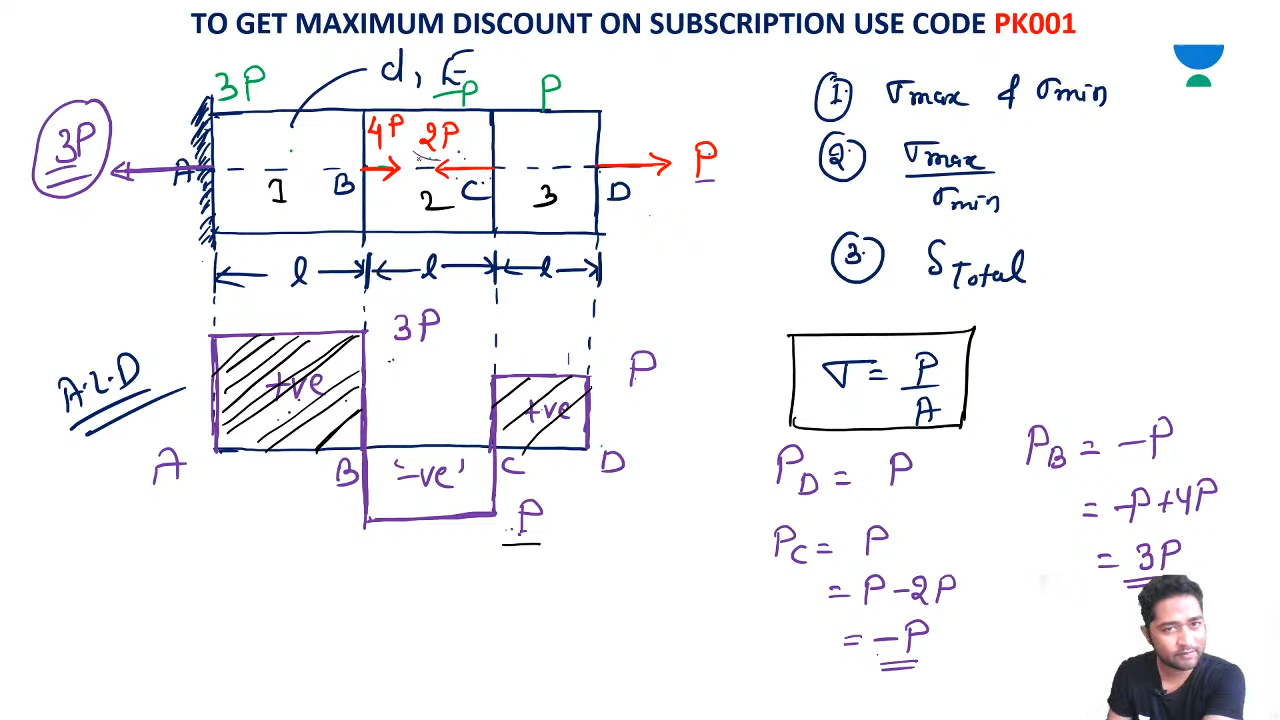 TO GET MAXIMUM DISCOUNT ON SUBSCRIPTION USE CODE PK001
d, E
3P -P P
3P
4P 2P
P
A B C D
1 2 3
l l l
① σmax & σmin
② σmax / σmin
③ δTotal
A.L.D
3P
P
+ve +ve
A B '-ve' C D
P
σ = P/A
PD = P
PC = P
= P - 2P
= -P
PB = -P
= -P + 4P
= 3P